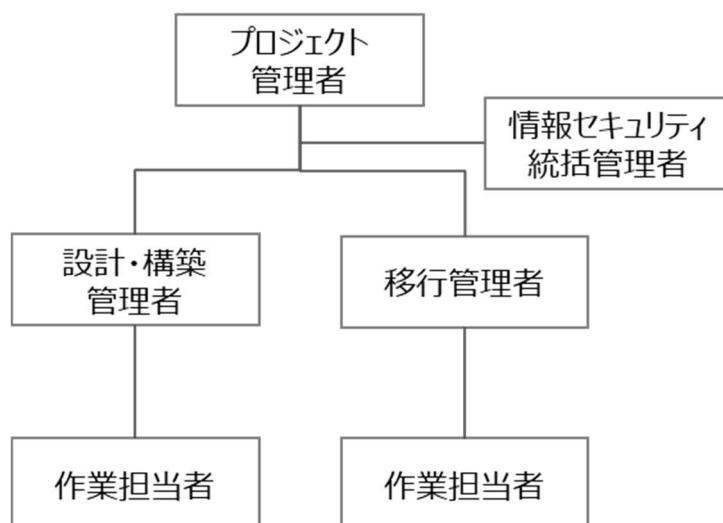 プロジェクト
管理者
情報セキュリティ
統括管理者
設計・構築
管理者
移行管理者
作業担当者
作業担当者